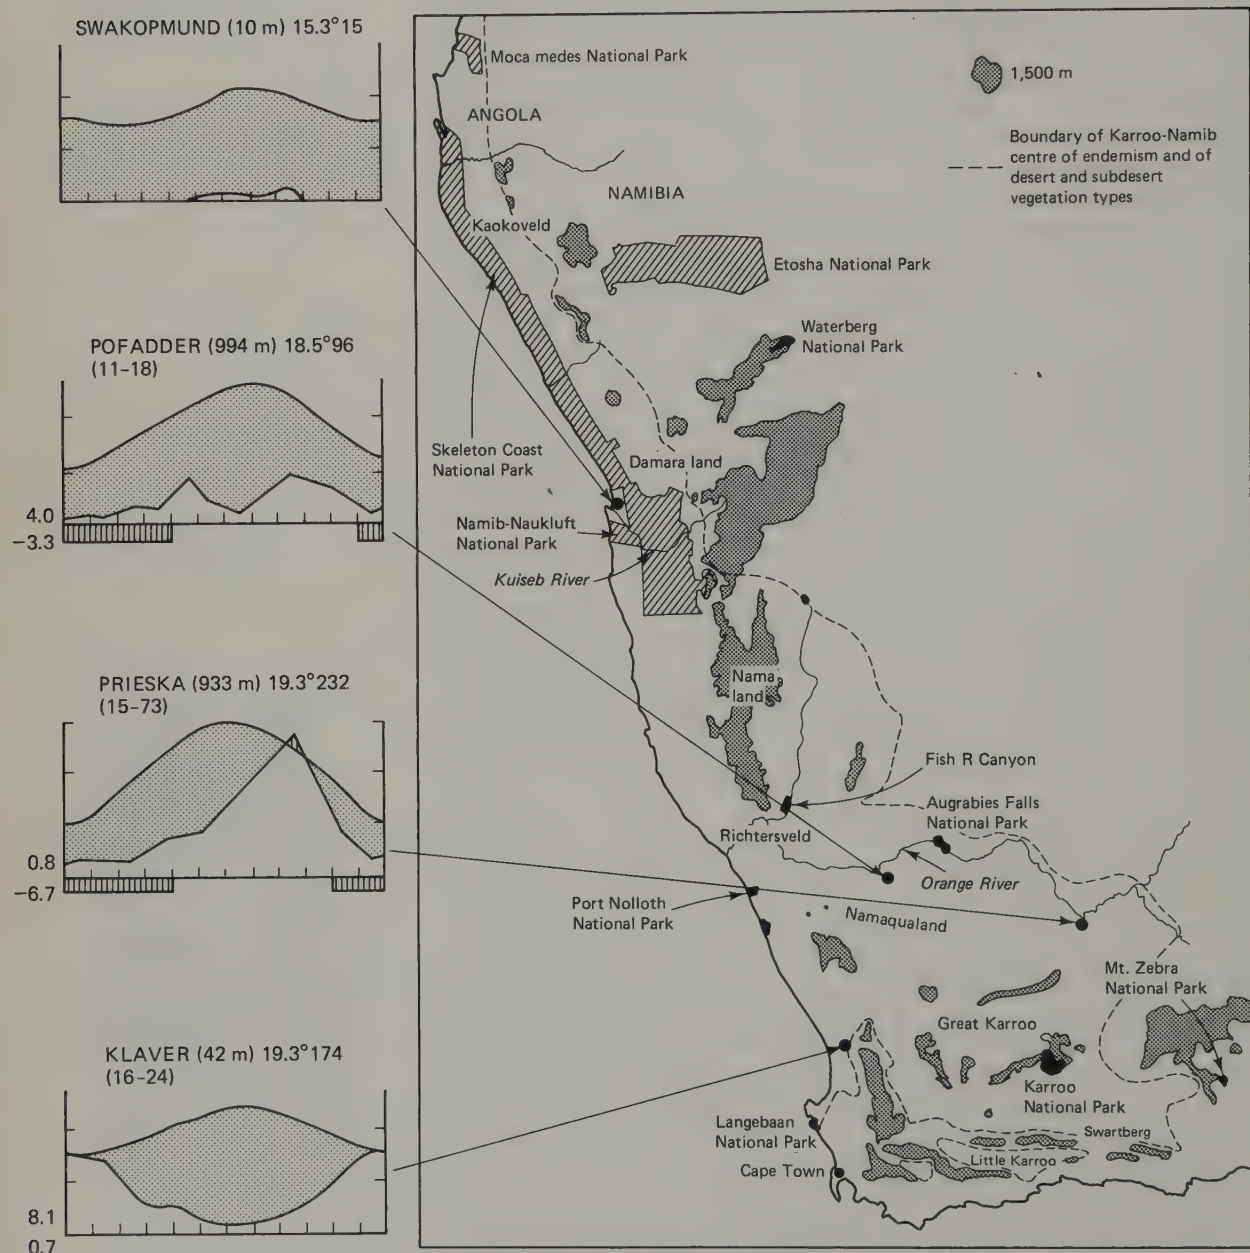 SWAKOPMUND (10 m) 15.3°15
POFADDER (994 m) 18.5°96
(11–18)
4.0
−3.3
PRIESKA (933 m) 19.3°232
(15–73)
0.8
−6.7
KLAVER (42 m) 19.3°174
(16–24)
8.1
0.7
Moca medes National Park
1,500 m
ANGOLA
Boundary of Karroo-Namib
centre of endemism and of
desert and subdesert
vegetation types
NAMIBIA
Kaokoveld
Etosha National Park
Waterberg
National Park
Skeleton Coast
National Park
Damara land
Namib-Naukluft
National Park
Kuiseb River
Nama
land
Fish R Canyon
Augrabies Falls
National Park
Richtersveld
Orange River
Port Nolloth
National Park
Namaqualand
Mt. Zebra
National Park
Great Karroo
Karroo
National Park
Langebaan
National Park
Swartberg
Little Karroo
Cape Town